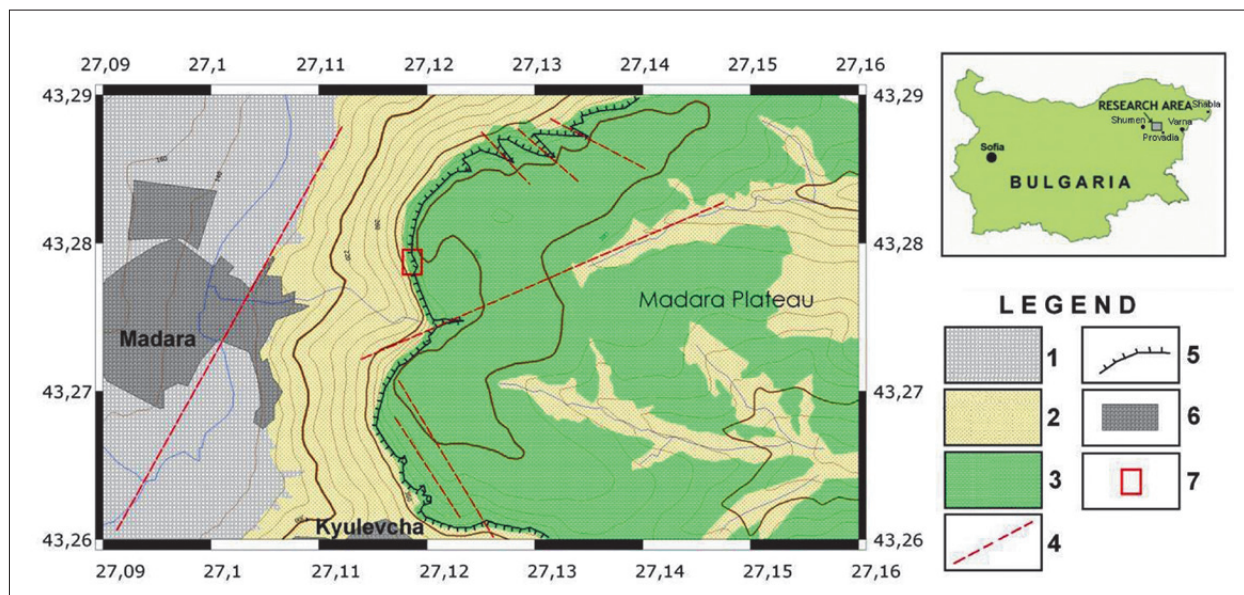 27,09 27,1 27,11 27,12 27,13 27,14 27,15 27,16
43,29 43,29
43,28 43,28
43,27 43,27
43,26 43,26
Madara Plateau
Madara
Kyulevcha
27,09 27,1 27,11 27,12 27,13 27,14 27,15 27,16
Shabla
RESEARCH AREA
Shumen Varna
Provadia
Sofia
BULGARIA
LEGEND
1 5
2 6
3 7
4